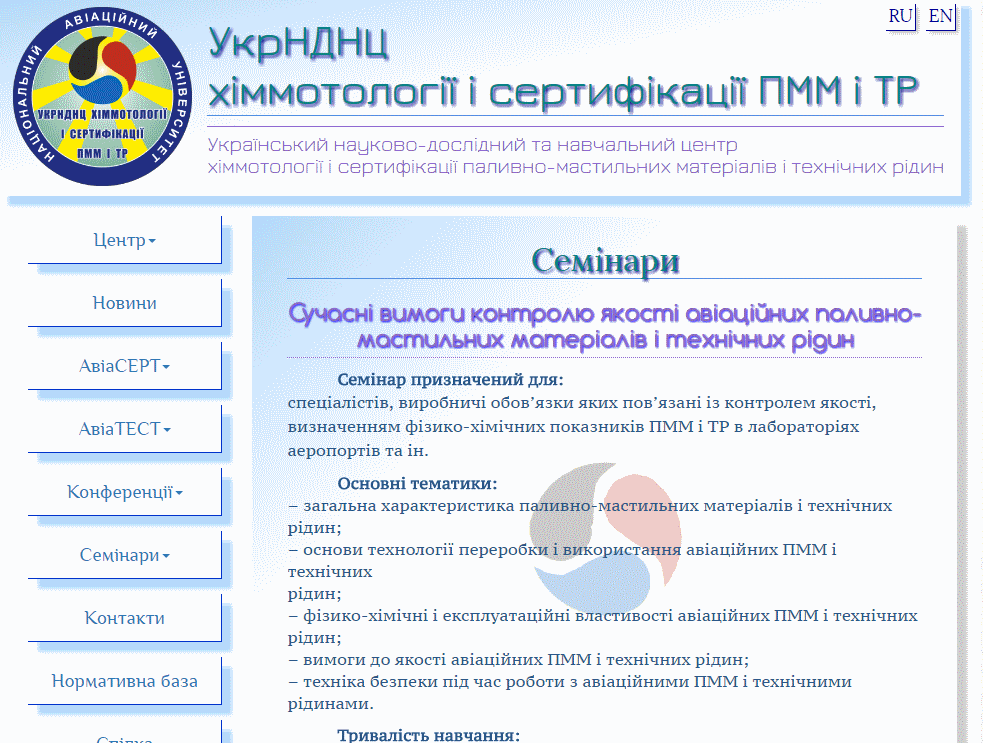 RU EN
НАЦІОНАЛЬНИЙ АВІАЦІЙНИЙ УНІВЕРСИТЕТ
УКРНДНЦ ХІММОТОЛОГІЇ
І СЕРТИФІКАЦІЇ
ПММ І ТР
УкрНДНЦ
хіммотології і сертифікації ПММ і ТР
Український науково-дослідний та навчальний центр
хіммотології і сертифікації паливно-мастильних матеріалів і технічних рідин
Центр
Новини
АвіаСЕРТ
АвіаТЕСТ
Конференції
Семінари
Контакти
Нормативна база
Спілка
Семінари
Сучасні вимоги контролю якості авіаційних паливно-
мастильних матеріалів і технічних рідин
Семінар призначений для:
спеціалістів, виробничі обов’язки яких пов’язані із контролем якості,
визначенням фізико-хімічних показників ПММ і ТР в лабораторіях
аеропортів та ін.
Основні тематики:
– загальна характеристика паливно-мастильних матеріалів і технічних
рідин;
– основи технології переробки і використання авіаційних ПММ і
технічних
рідин;
– фізико-хімічні і експлуатаційні властивості авіаційних ПММ і технічних
рідин;
– вимоги до якості авіаційних ПММ і технічних рідин;
– техніка безпеки під час роботи з авіаційними ПММ і технічними
рідинами.
Тривалість навчання: